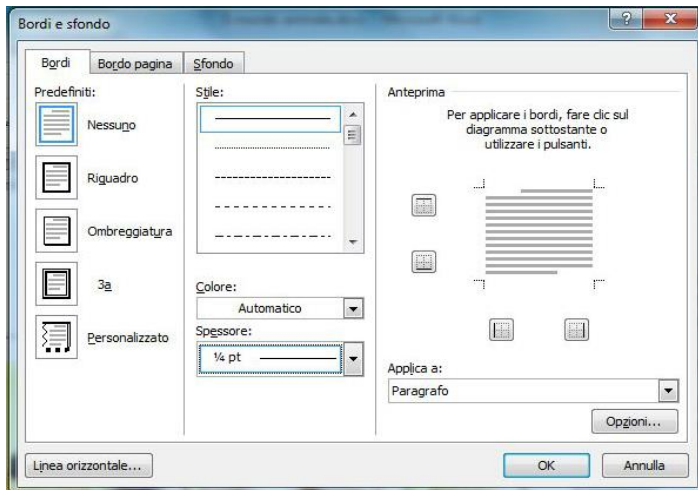 Bordi e sfondo
Bordi
Bordo pagina
Sfondo
Predefiniti:
Nessuno
Riquadro
Ombreggiatura
3a
Personalizzato
Stile:
Colore:
Automatico
Spessore:
¼ pt
Anteprima
Per applicare i bordi, fare clic sul
diagramma sottostante o
utilizzare i pulsanti.
Applica a:
Paragrafo
Opzioni...
Linea orizzontale...
OK
Annulla